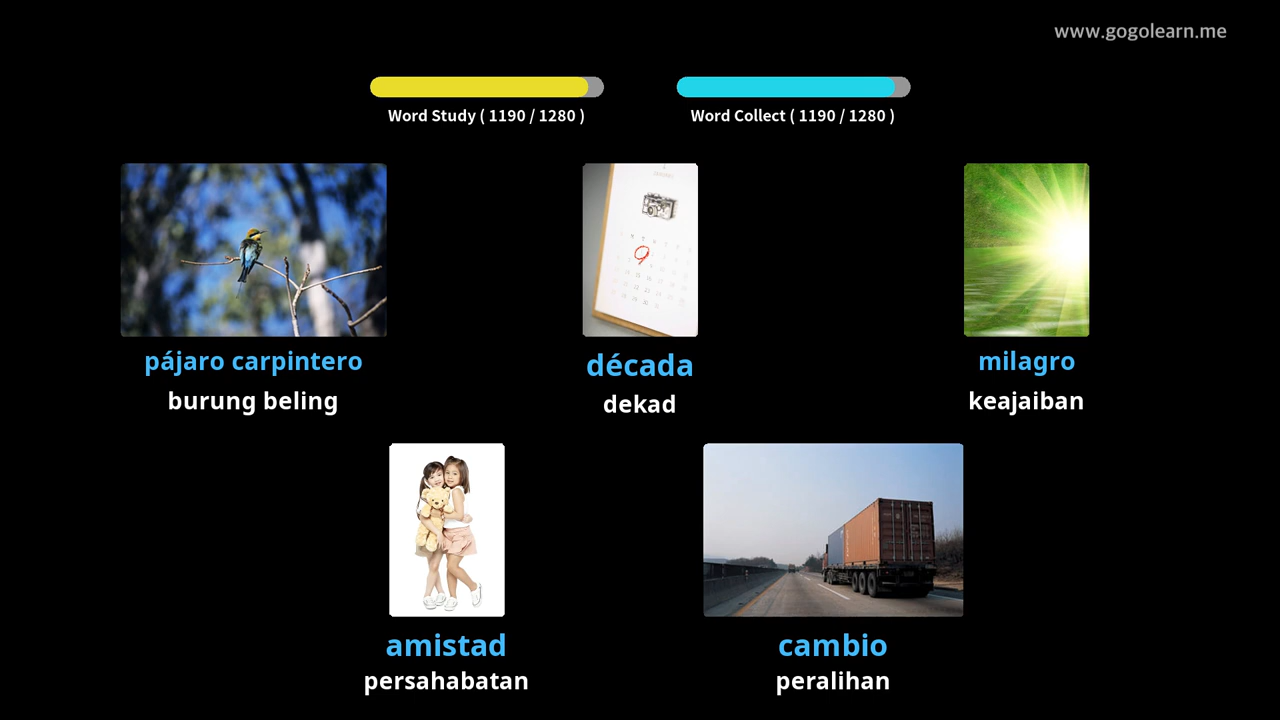 www.gogolearn.me
Word Study ( 1190 / 1280 )
Word Collect ( 1190 / 1280 )
pájaro carpintero
burung beling
década
dekad
milagro
keajaiban
amistad
persahabatan
cambio
peralihan